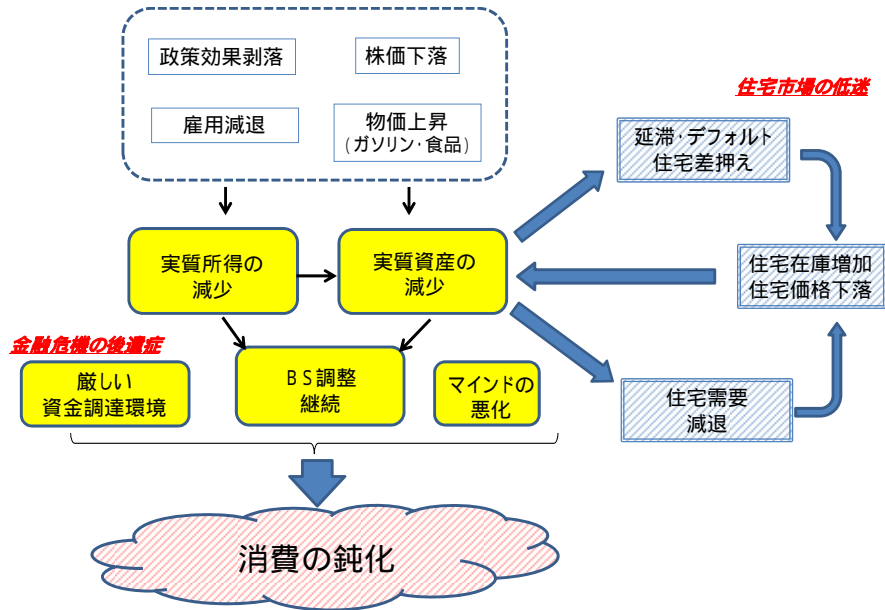 政策効果剥落
株価下落
雇用減退
物価上昇
(ガソリン・食品)
住宅市場の低迷
延滞・デフォルト
住宅差押え
実質所得の
減少
実質資産の
減少
住宅在庫増加
住宅価格下落
金融危機の後遺症
厳しい
資金調達環境
BS調整
継続
マインドの
悪化
住宅需要
減退
消費の鈍化